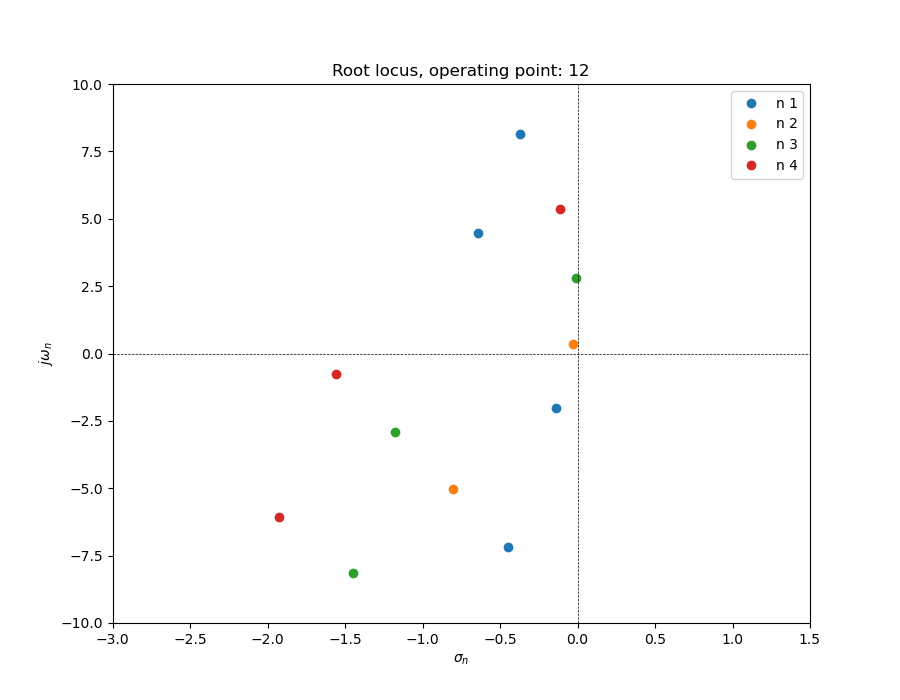 Root locus, operating point: 12
10.0
7.5
5.0
2.5
0.0
−2.5
−5.0
−7.5
−10.0
jωn
n 1
n 2
n 3
n 4
−3.0 −2.5 −2.0 −1.5 −1.0 −0.5 0.0 0.5 1.0 1.5
σn